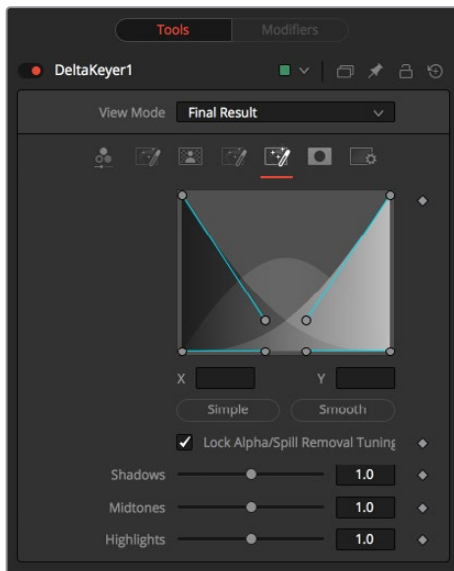 Tools Modifiers
DeltaKeyer1
View Mode Final Result
X Y
Simple Smooth
Lock Alpha/Spill Removal Tuning
Shadows 1.0
Midtones 1.0
Highlights 1.0